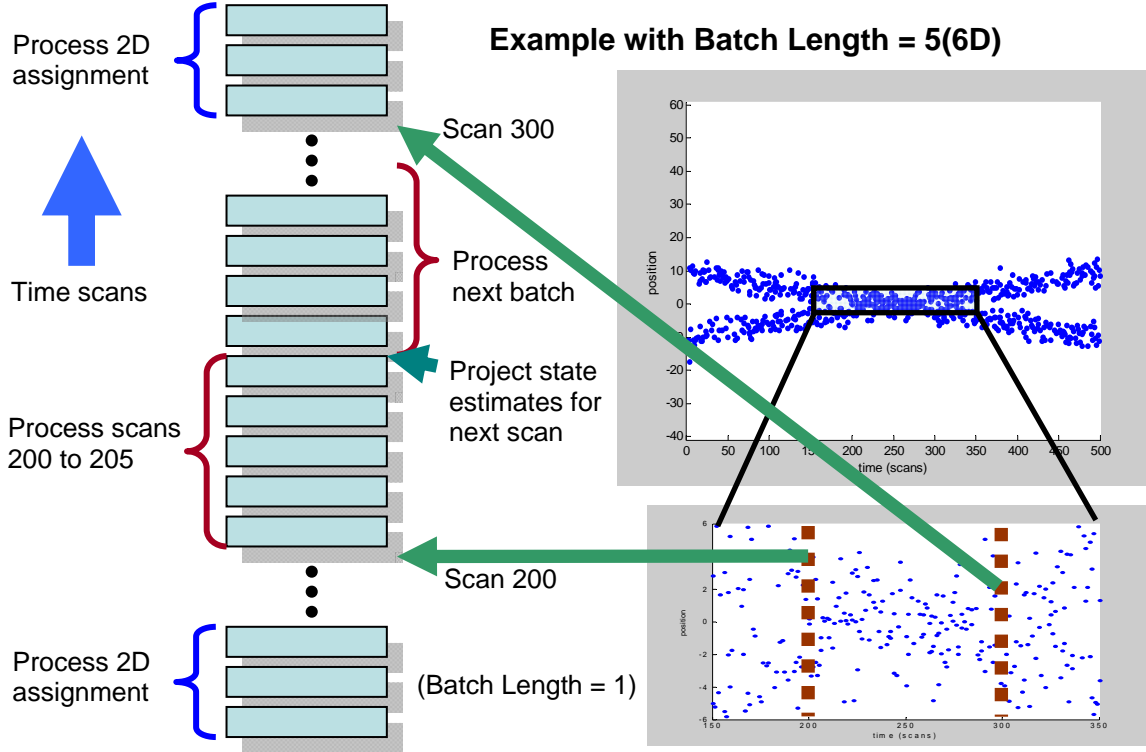 Example with Batch Length = 5(6D)
Process 2D
assignment
Scan 300
Time scans
Process
next batch
Project state
estimates for
next scan
Process scans
200 to 205
Scan 200
Process 2D
assignment
(Batch Length = 1)
60
50
40
30
20
10
0
-10
-20
-30
-40
position
0 50 100 150 200 250 300 350 400 450 500
time (scans)
6
4
2
0
-2
-4
-6
position
150 200 250 300 350
time (scans)